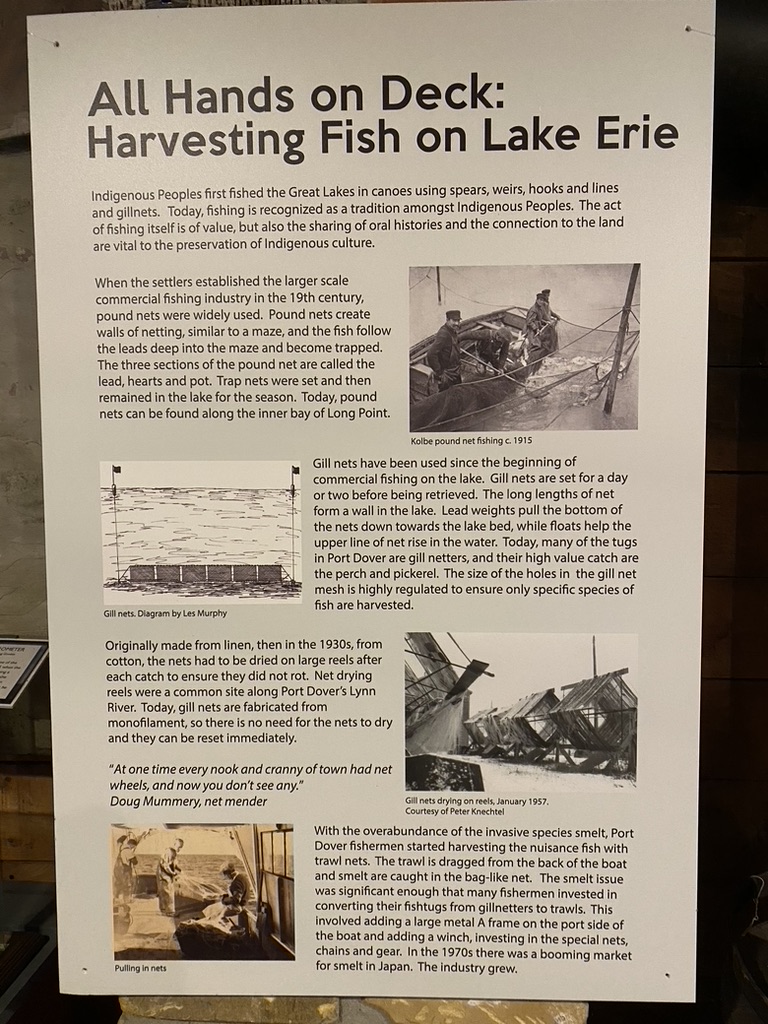 All Hands on Deck:
Harvesting Fish on Lake Erie
Indigenous Peoples first fished the Great Lakes in canoes using spears, weirs, hooks and lines
and gillnets. Today, fishing is recognized as a tradition amongst Indigenous Peoples. The act
of fishing itself is of value, but also the sharing of oral histories and the connection to the land
are vital to the preservation of Indigenous culture.
When the settlers established the larger scale
commercial fishing industry in the 19th century,
pound nets were widely used. Pound nets create
walls of netting, similar to a maze, and the fish follow
the leads deep into the maze and become trapped.
The three sections of the pound net are called the
lead, hearts and pot. Trap nets were set and then
remained in the lake for the season. Today, pound
nets can be found along the inner bay of Long Point.
Kolbe pound net fishing c. 1915
Gill nets have been used since the beginning of
commercial fishing on the lake. Gill nets are set for a day
or two before being retrieved. The long lengths of net
form a wall in the lake. Lead weights pull the bottom of
the nets down towards the lake bed, while floats help the
upper line of net rise in the water. Today, many of the tugs
in Port Dover are gill netters, and their high value catch are
the perch and pickerel. The size of the holes in the gill net
mesh is highly regulated to ensure only specific species of
fish are harvested.
Gill nets. Diagram by Les Murphy
Originally made from linen, then in the 1930s, from
cotton, the nets had to be dried on large reels after
each catch to ensure they did not rot. Net drying
reels were a common site along Port Dover's Lynn
River. Today, gill nets are fabricated from
monofilament, so there is no need for the nets to dry
and they can be reset immediately.
"At one time every nook and cranny of town had net
wheels, and now you don't see any."
Doug Mummery, net mender
Gill nets drying on reels, January 1957.
Courtesy of Peter Knechtel
With the overabundance of the invasive species smelt, Port
Dover fishermen started harvesting the nuisance fish with
trawl nets. The trawl is dragged from the back of the boat
and smelt are caught in the bag-like net. The smelt issue
was significant enough that many fishermen invested in
converting their fishtugs from gillnetters to trawls. This
involved adding a large metal A frame on the port side of
the boat and adding a winch, investing in the special nets,
chains and gear. In the 1970s there was a booming market
for smelt in Japan. The industry grew.
Pulling in nets